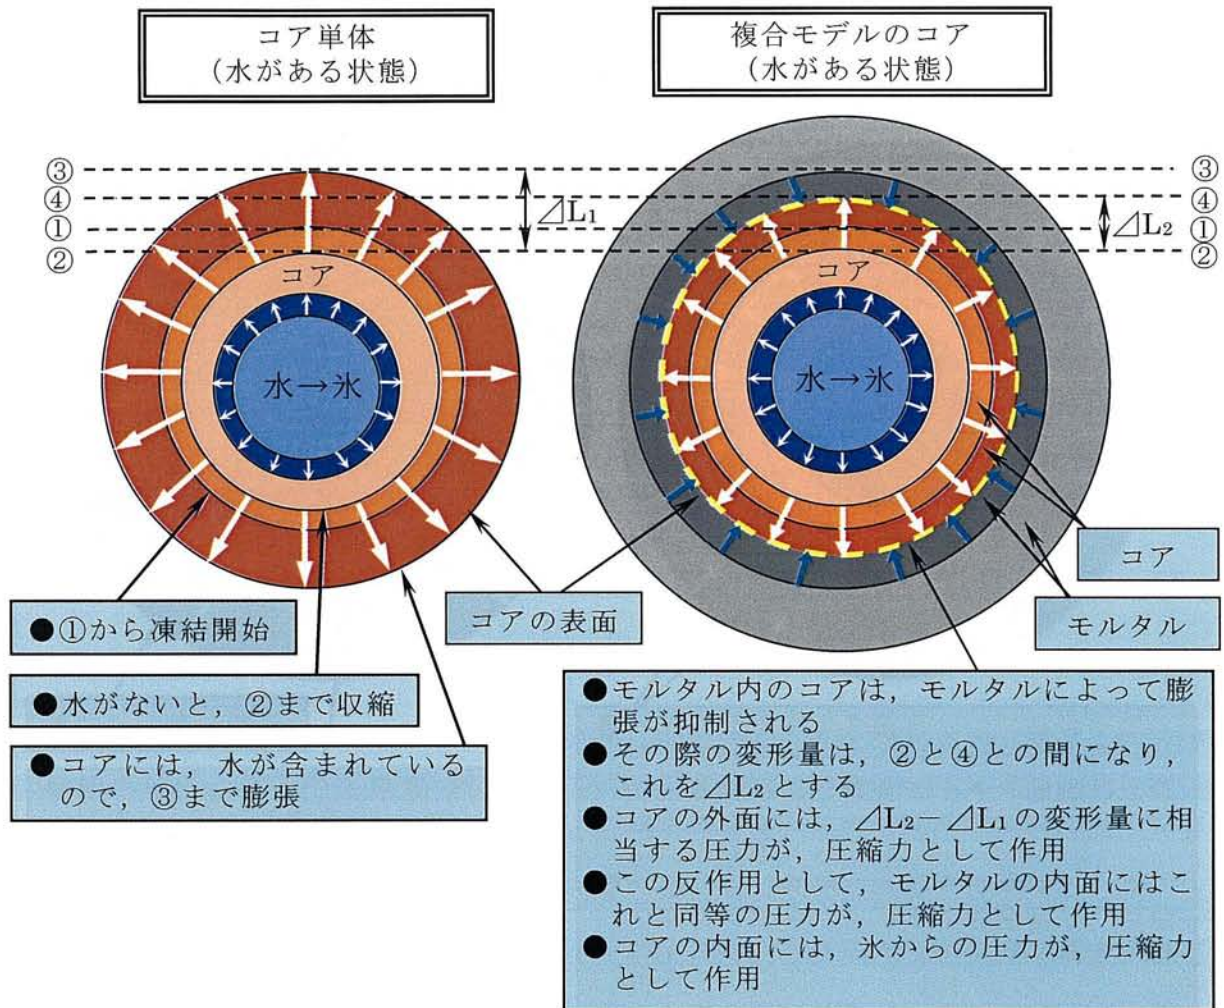 コア単体
（水がある状態）
複合モデルのコア
（水がある状態）
③
④
①
②
⊿L₁
コア
水→氷
③
④
①
②
⊿L₂
コア
水→氷
●①から凍結開始
●水がないと，②まで収縮
●コアには，水が含まれている
ので，③まで膨張
コアの表面
コア
モルタル
●モルタル内のコアは，モルタルによって膨
張が抑制される
●その際の変形量は，②と④との間になり，
これを⊿L₂とする
●コアの外面には，⊿L₂－⊿L₁の変形量に相
当する圧力が，圧縮力として作用
●この反作用として，モルタルの内面にはこ
れと同等の圧力が，圧縮力として作用
●コアの内面には，氷からの圧力が，圧縮力
として作用